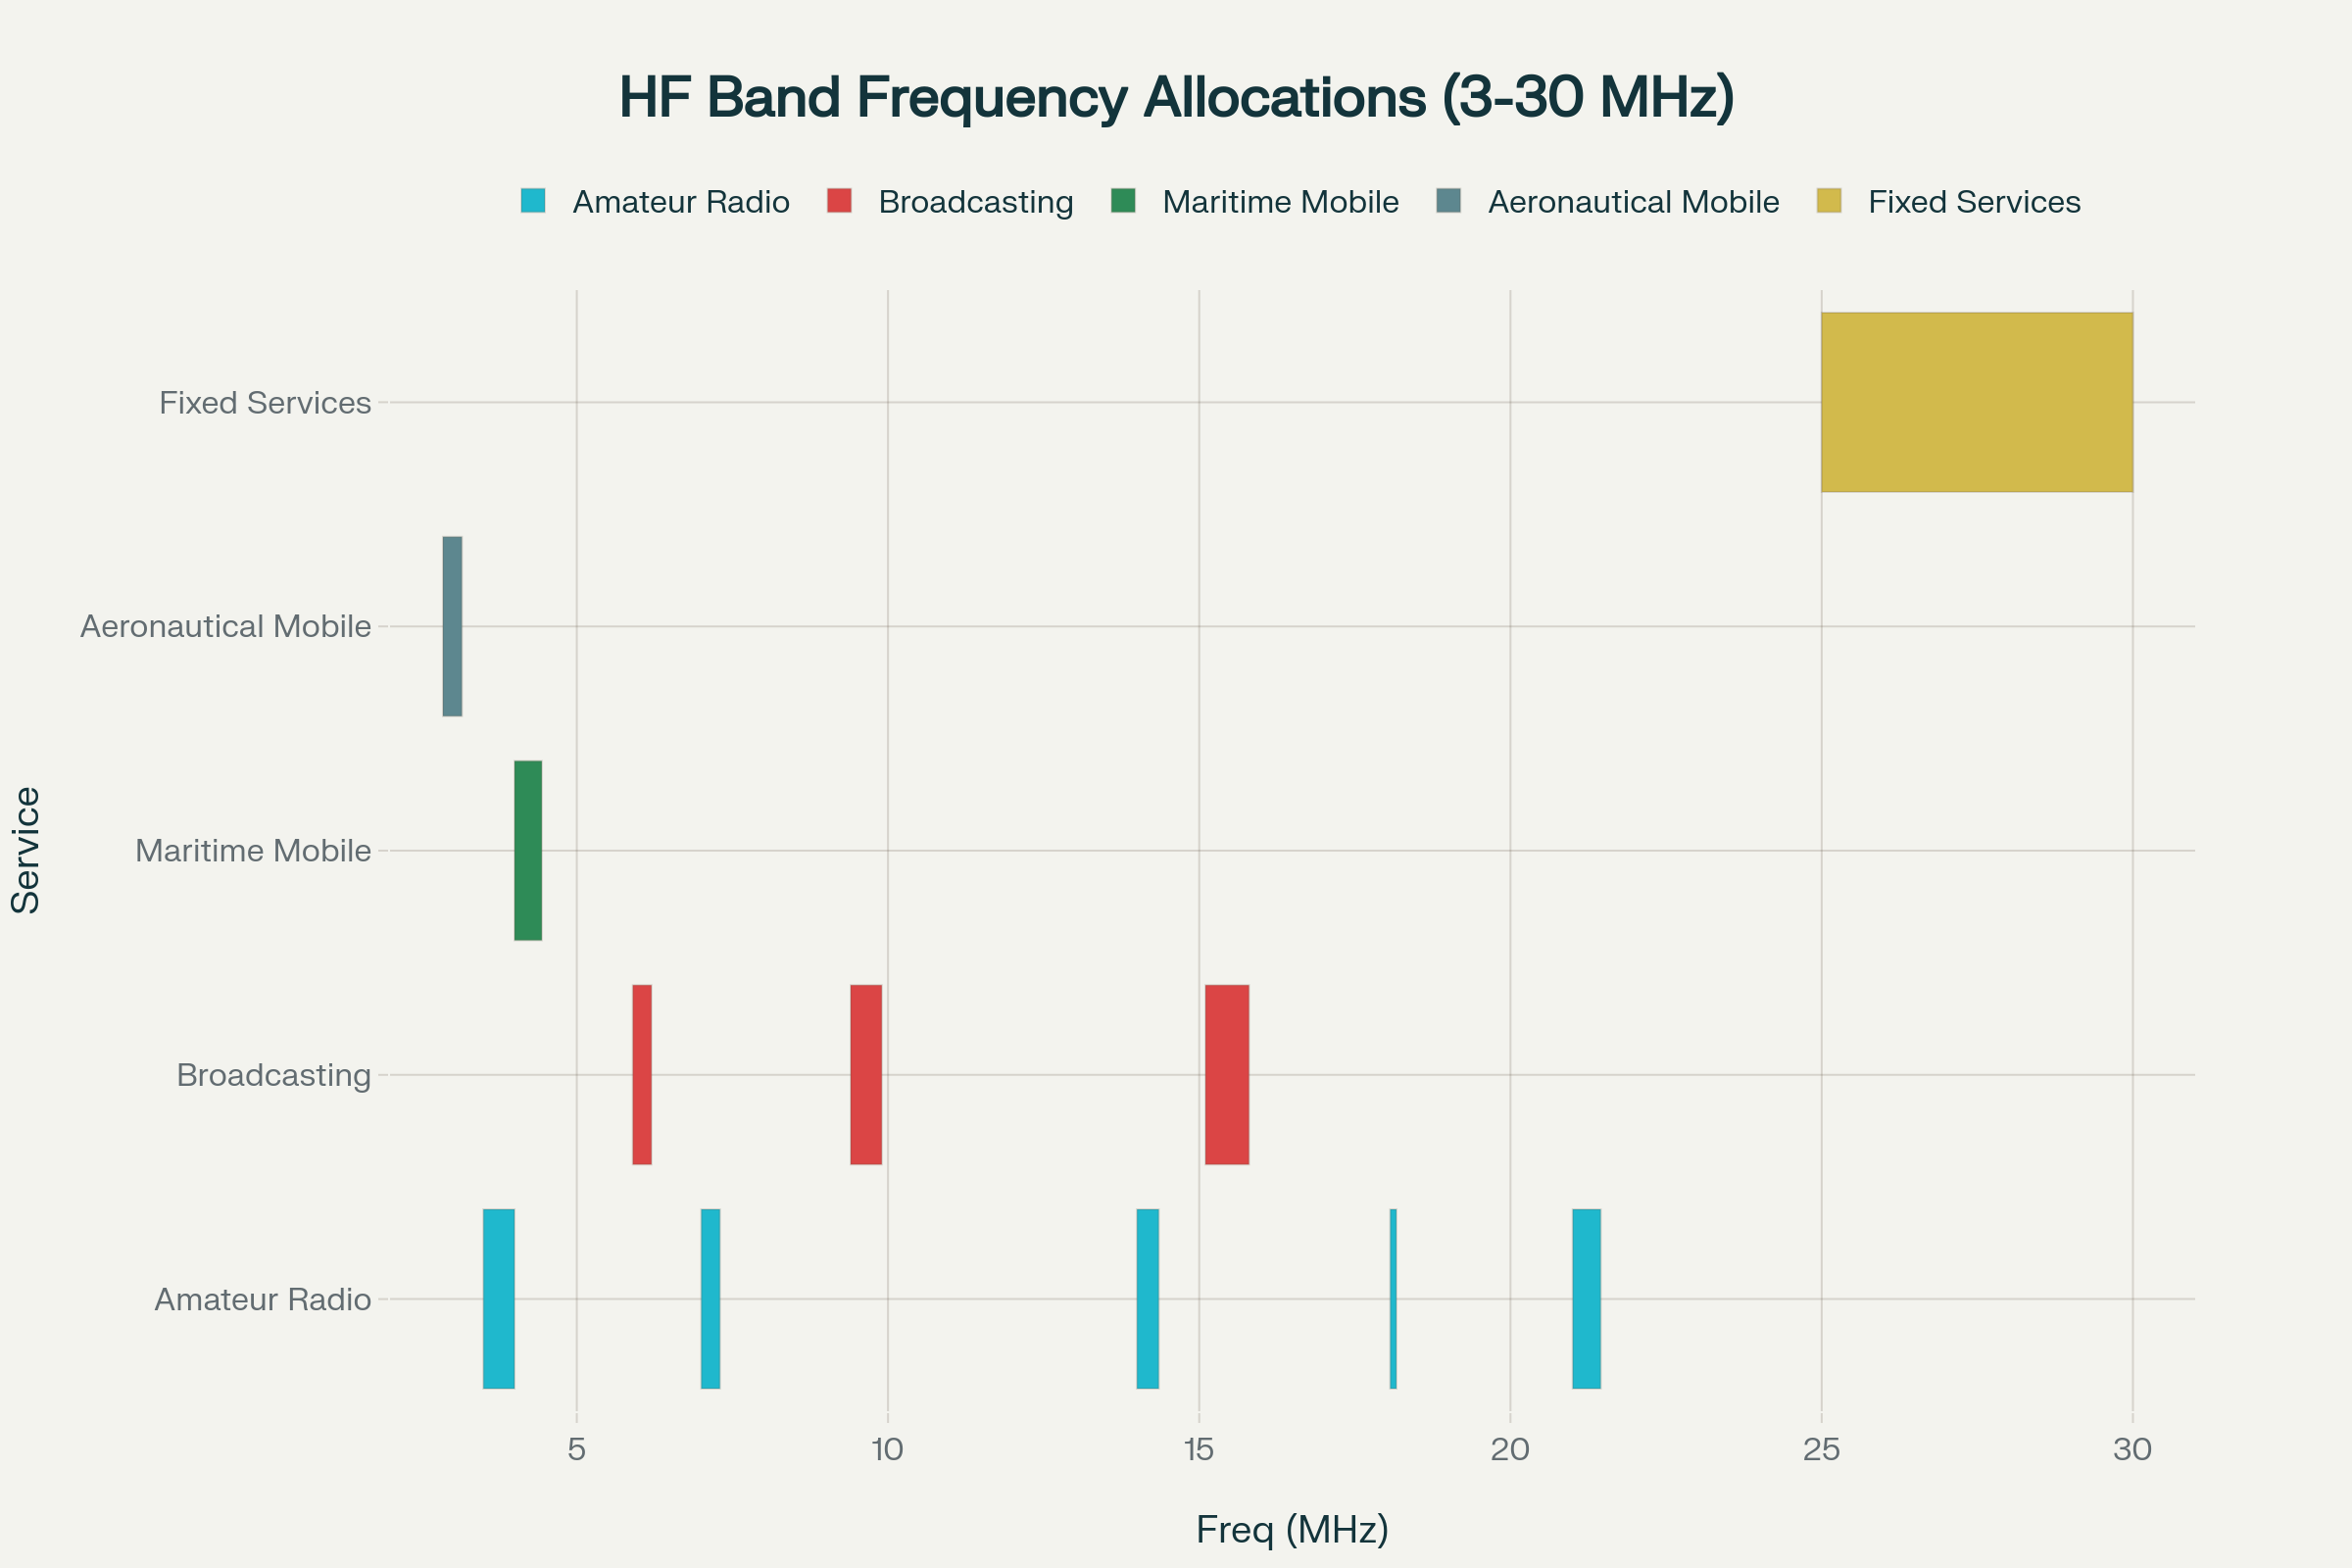 HF Band Frequency Allocations (3-30 MHz)
Amateur Radio Broadcasting Maritime Mobile Aeronautical Mobile Fixed Services
Fixed Services
Aeronautical Mobile
Maritime Mobile
Service
Broadcasting
Amateur Radio
5 10 15 20 25 30
Freq (MHz)